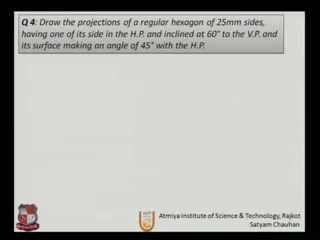 Q 4: Draw the projections of a regular hexagon of 25mm sides,
having one of its side in the H.P. and inclined at 60° to the V.P. and
its surface making an angle of 45° with the H.P.
Atmiya Institute of Science & Technology, Rajkot
Satyam Chauhan